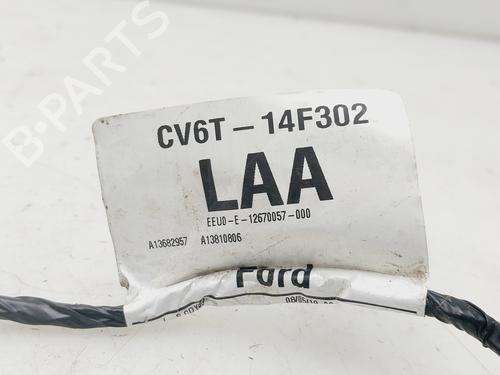 B-Parts
CV6T-14F302
LAA
EEU0-E-12670057-000
A13682957 A13810806
Ford